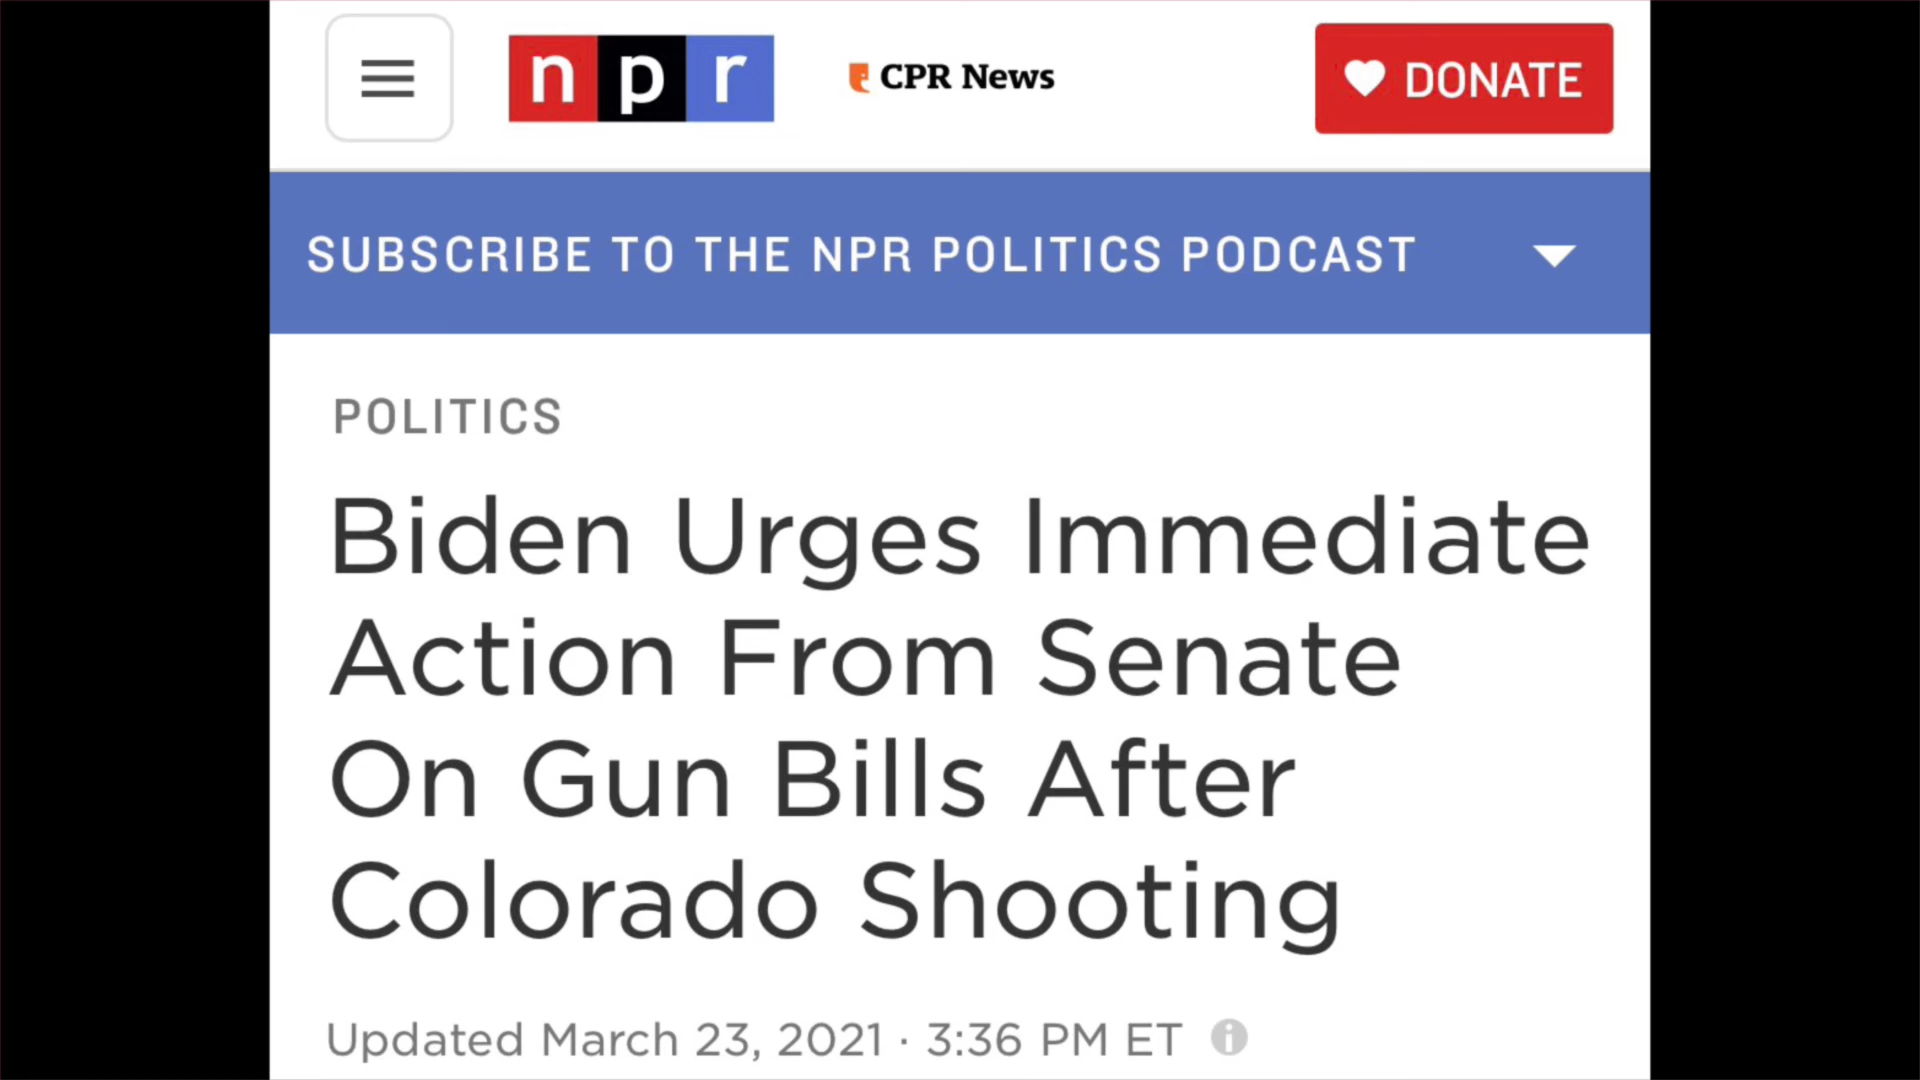 npr CPR News DONATE
SUBSCRIBE TO THE NPR POLITICS PODCAST
POLITICS
Biden Urges Immediate
Action From Senate
On Gun Bills After
Colorado Shooting
Updated March 23, 2021 · 3:36 PM ET i